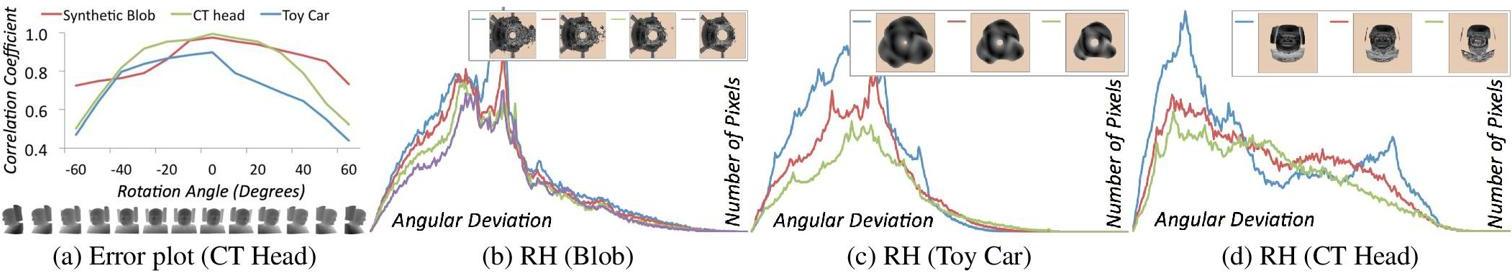 Synthetic Blob CT head Toy Car
Correlation Coefficient
1.0
0.8
0.6
0.4
-60 -40 -20 0 20 40 60
Rotation Angle (Degrees)
(a) Error plot (CT Head)
Angular Deviation
Number of Pixels
(b) RH (Blob)
Angular Deviation
Number of Pixels
(c) RH (Toy Car)
Angular Deviation
Number of Pixels
(d) RH (CT Head)